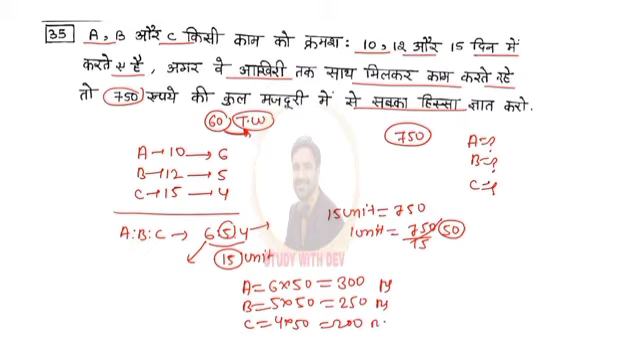 35 A, B और C किसी काम को क्रमशः 10, 12 और 15 दिन में
करते है, अगर वे आखिरी तक साथ मिलकर काम करते रहे
तो 750 रूपये की कुल मजदूरी में से सबका हिस्सा ज्ञात करो.
60 T.W 750
A→10→6 A=?
B→12→5 B=?
C→15→4 C=?
15 unit = 750
A:B:C→ 6 5 4→ 1 unit = 750/15 50
15 unit
STUDY WITH DEV
A=6×50=300 रु
B=5×50=250 रु
C=4×50=200 रु